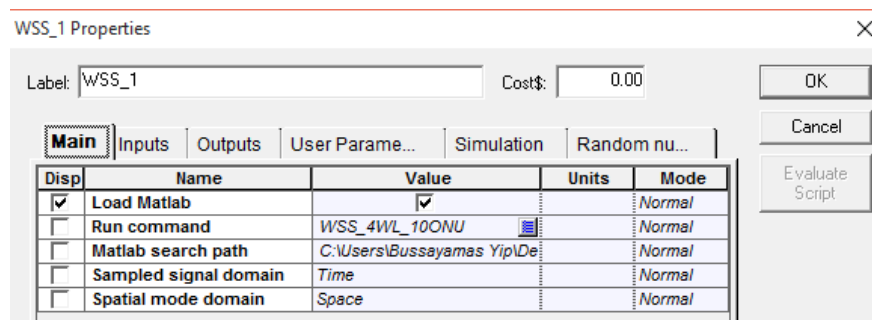 WSS_1 Properties
Label: WSS_1 Cost$: 0.00 OK
Cancel
Main Inputs Outputs User Parame... Simulation Random nu...
Evaluate Script
Disp Name Value Units Mode
Load Matlab Normal
Run command WSS_4WL_10ONU Normal
Matlab search path C:\Users\Bussayamas Yip\De Normal
Sampled signal domain Time Normal
Spatial mode domain Space Normal